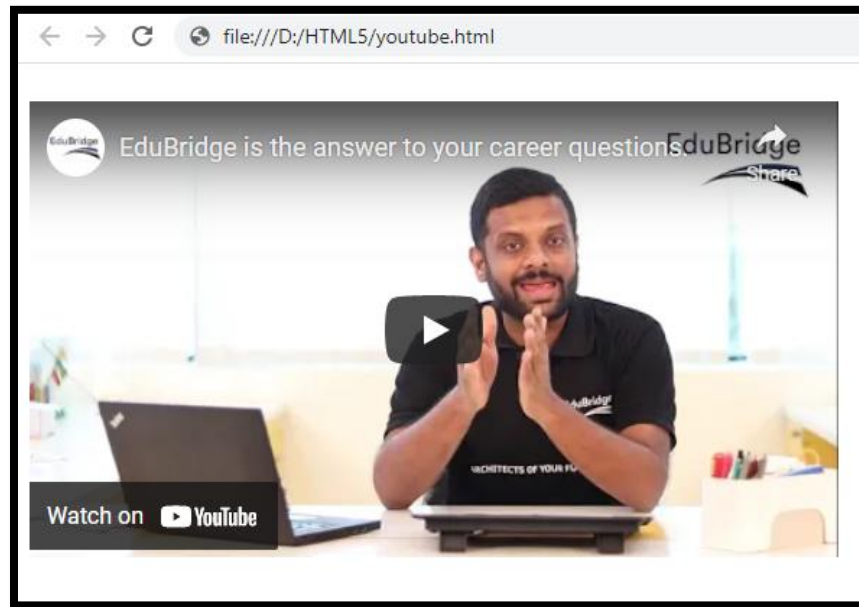 file:///D:/HTML5/youtube.html
EduBridge
EduBridge is the answer to your career questions.
EduBridge
Share
EduBridge
ARCHITECTS OF YOUR
Watch on YouTube